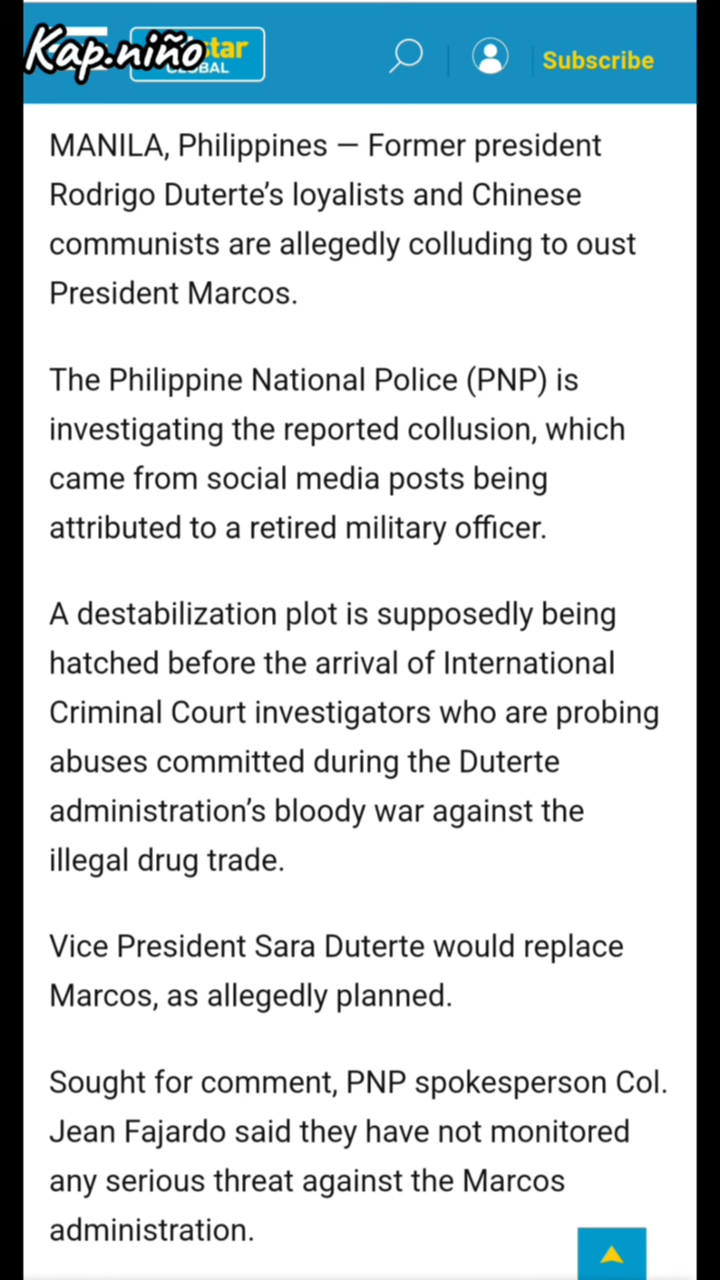 Kap.niño
star
GLOBAL
Subscribe
MANILA, Philippines — Former president
Rodrigo Duterte’s loyalists and Chinese
communists are allegedly colluding to oust
President Marcos.
The Philippine National Police (PNP) is
investigating the reported collusion, which
came from social media posts being
attributed to a retired military officer.
A destabilization plot is supposedly being
hatched before the arrival of International
Criminal Court investigators who are probing
abuses committed during the Duterte
administration’s bloody war against the
illegal drug trade.
Vice President Sara Duterte would replace
Marcos, as allegedly planned.
Sought for comment, PNP spokesperson Col.
Jean Fajardo said they have not monitored
any serious threat against the Marcos
administration.